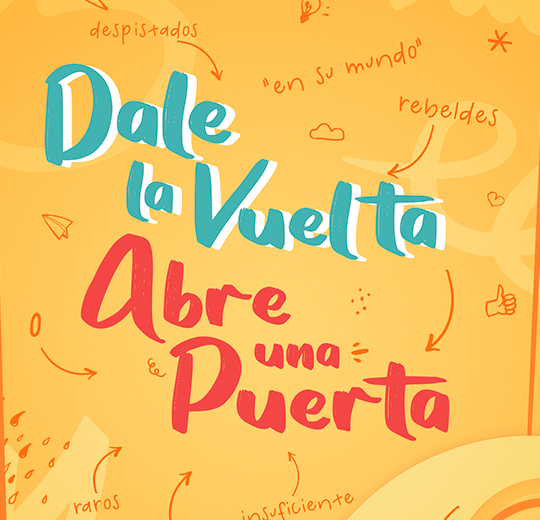 despistados
"en su mundo"
rebeldes
Dale
la Vuelta
Abre
una
Puerta
raros
insuficiente